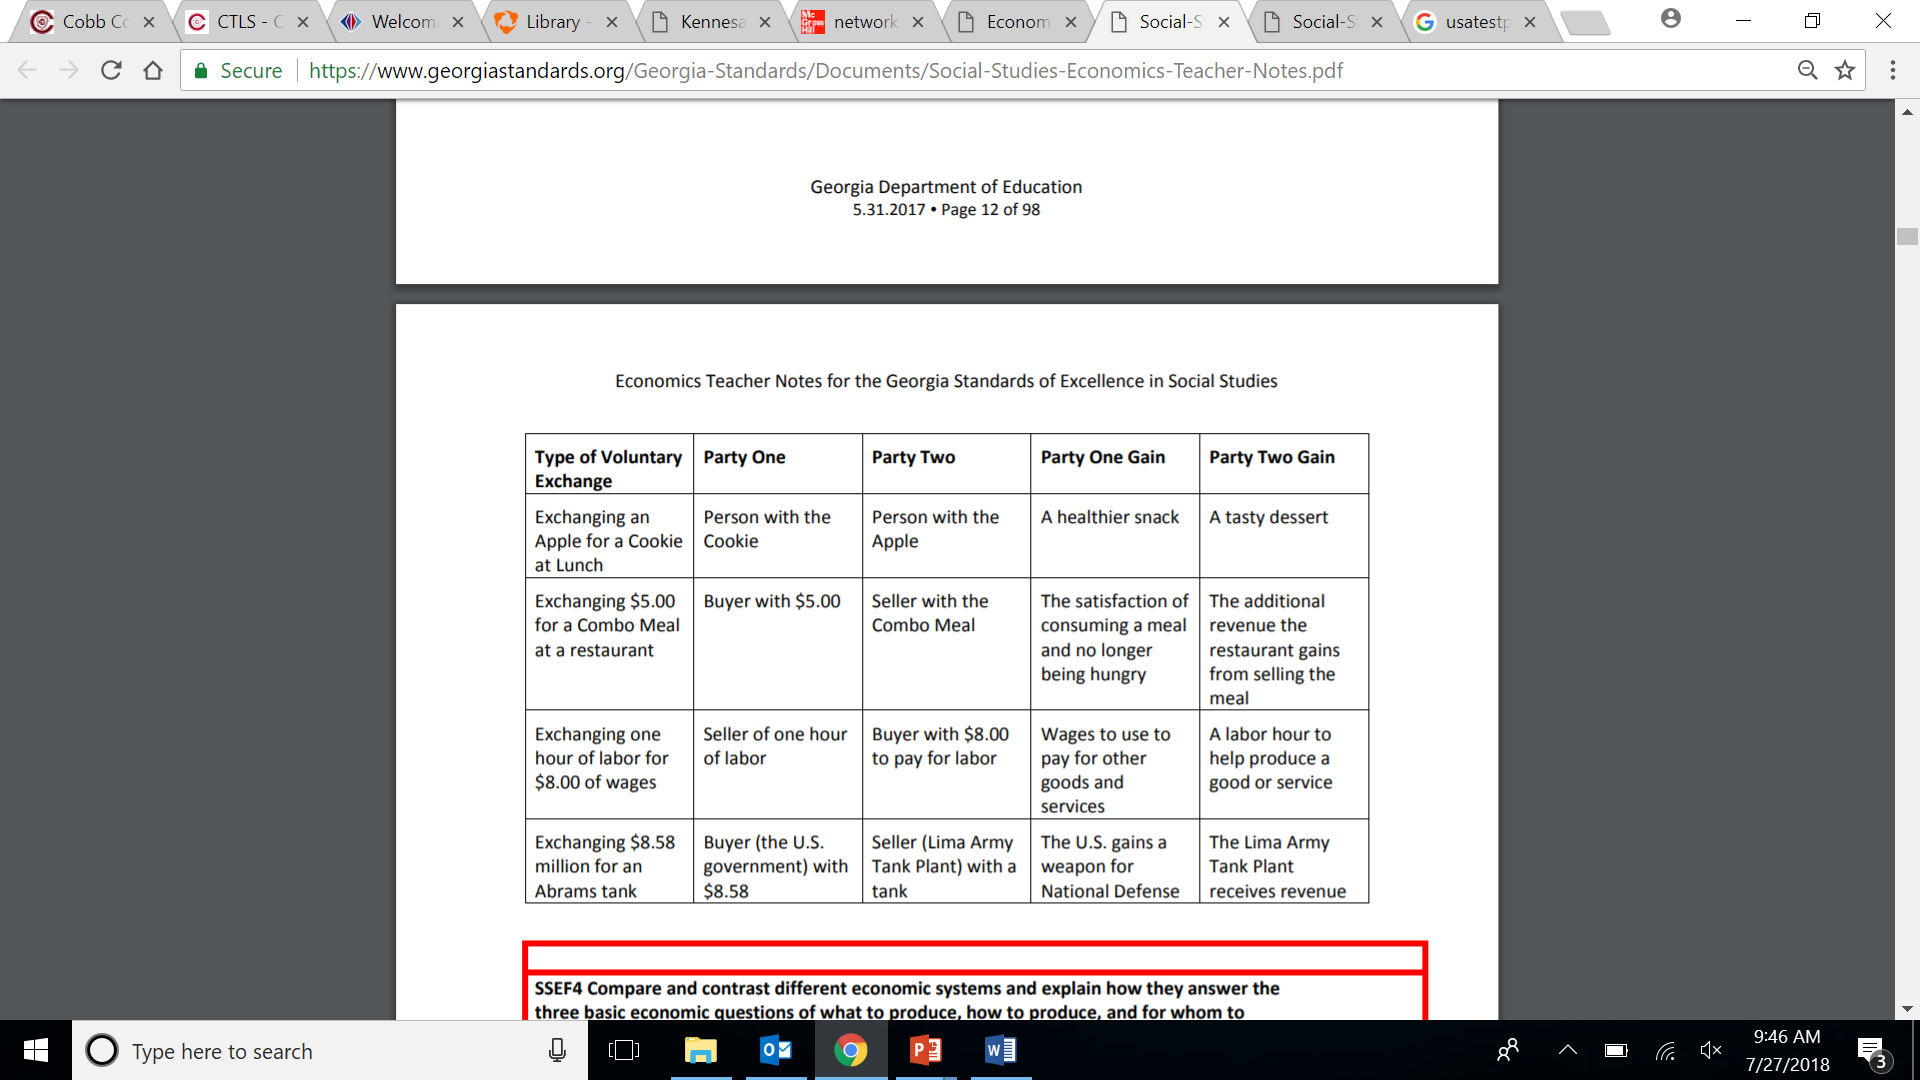 Cobb Co
CTLS - C
Welcom
Library -
Kennesa
network
Econom
Social-S
Social-S
usatestp
Secure
https://www.georgiastandards.org/Georgia-Standards/Documents/Social-Studies-Economics-Teacher-Notes.pdf
Georgia Department of Education
5.31.2017 • Page 12 of 98
Economics Teacher Notes for the Georgia Standards of Excellence in Social Studies
Type of Voluntary
Exchange
Party One
Party Two
Party One Gain
Party Two Gain
Exchanging an
Apple for a Cookie
at Lunch
Person with the
Cookie
Person with the
Apple
A healthier snack
A tasty dessert
Exchanging $5.00
for a Combo Meal
at a restaurant
Buyer with $5.00
Seller with the
Combo Meal
The satisfaction of
consuming a meal
and no longer
being hungry
The additional
revenue the
restaurant gains
from selling the
meal
Exchanging one
hour of labor for
$8.00 of wages
Seller of one hour
of labor
Buyer with $8.00
to pay for labor
Wages to use to
pay for other
goods and
services
A labor hour to
help produce a
good or service
Exchanging $8.58
million for an
Abrams tank
Buyer (the U.S.
government) with
$8.58
Seller (Lima Army
Tank Plant) with a
tank
The U.S. gains a
weapon for
National Defense
The Lima Army
Tank Plant
receives revenue
SSEF4 Compare and contrast different economic systems and explain how they answer the
three basic economic questions of what to produce, how to produce, and for whom to
Type here to search
9:46 AM
7/27/2018
3